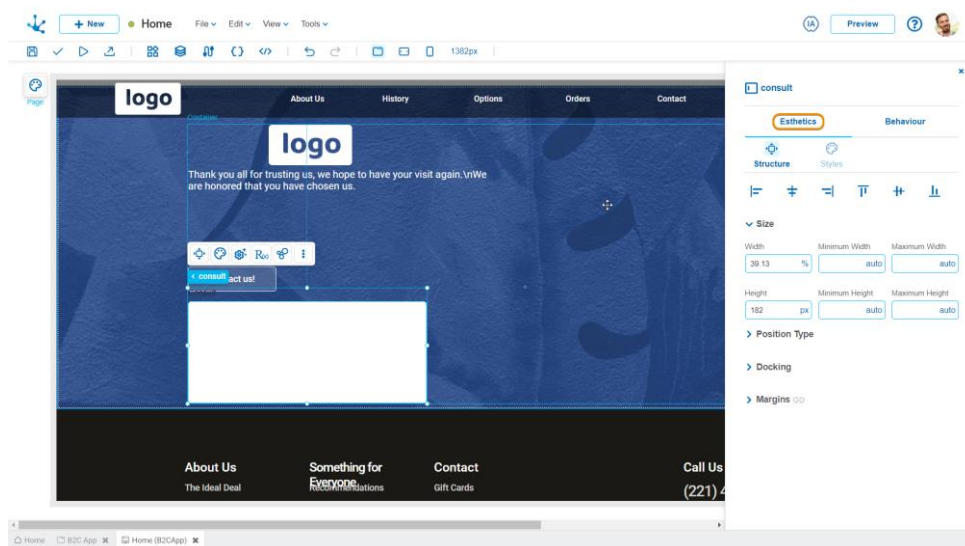 + New
Home
File
Edit
View
Tools
IA
Preview
?
1382px
Page
logo
About Us
History
Options
Orders
Contact
Container
logo
Thank you all for trusting us, we hope to have your visit again.\nWe
are honored that you have chosen us.
R(x)
< consult
act us!
consult
Esthetics
Behaviour
Structure
Styles
Size
Width
Minimum Width
Maximum Width
39.13 %
auto
auto
Height
Minimum Height
Maximum Height
182 px
auto
auto
Position Type
Docking
Margins
About Us
Something for
Everyone
Contact
Call Us
The Ideal Deal
Recommendations
Gift Cards
(221) 4
Home
B2C App
Home (B2CApp)